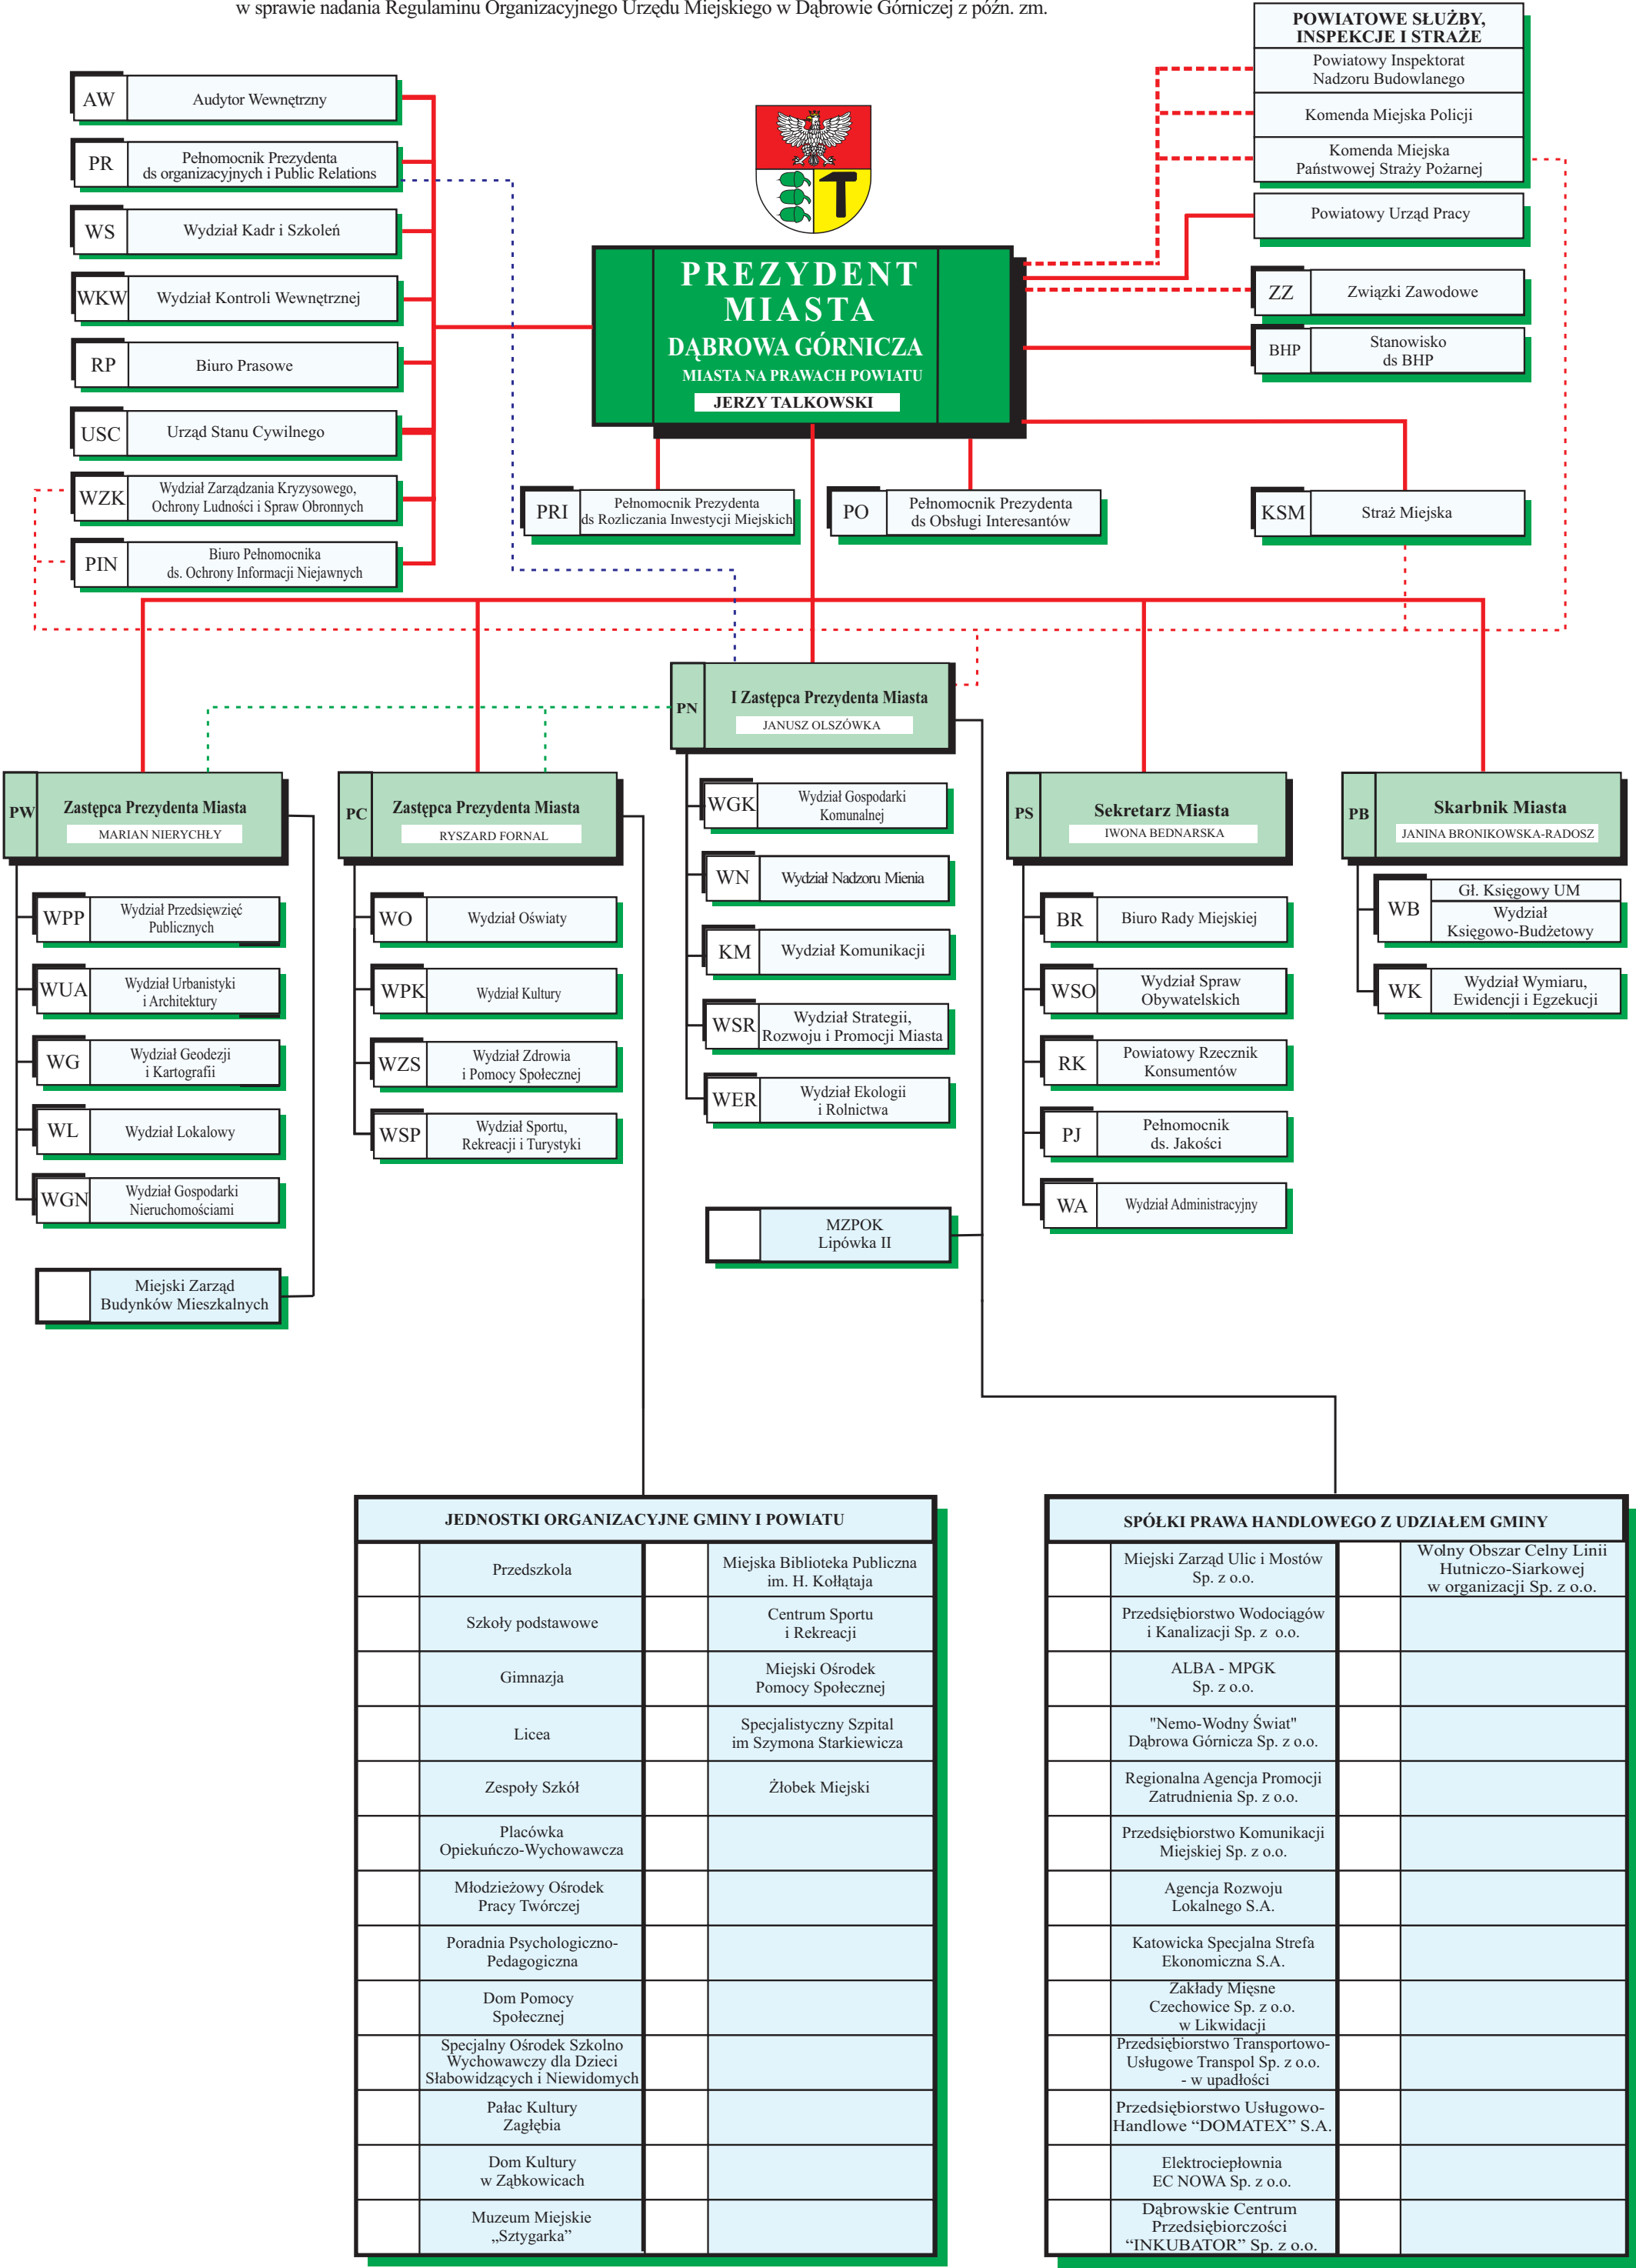 w sprawie nadania Regulaminu Organizacyjnego Urzędu Miejskiego w Dąbrowie Górniczej z późn. zm.
AW
Audytor Wewnętrzny
PR
Pełnomocnik Prezydenta
ds organizacyjnych i Public Relations
WS
Wydział Kadr i Szkoleń
WKW
Wydział Kontroli Wewnętrznej
RP
Biuro Prasowe
USC
Urząd Stanu Cywilnego
WZK
Wydział Zarządzania Kryzysowego,
Ochrony Ludności i Spraw Obronnych
PIN
Biuro Pełnomocnika
ds. Ochrony Informacji Niejawnych
PREZYDENT
MIASTA
DĄBROWA GÓRNICZA
MIASTA NA PRAWACH POWIATU
JERZY TALKOWSKI
POWIATOWE SŁUŻBY,
INSPEKCJE I STRAŻE
Powiatowy Inspektorat
Nadzoru Budowlanego
Komenda Miejska Policji
Komenda Miejska
Państwowej Straży Pożarnej
Powiatowy Urząd Pracy
ZZ
Związki Zawodowe
BHP
Stanowisko
ds BHP
PRI
Pełnomocnik Prezydenta
ds Rozliczania Inwestycji Miejskich
PO
Pełnomocnik Prezydenta
ds Obsługi Interesantów
KSM
Straż Miejska
PN
I Zastępca Prezydenta Miasta
JANUSZ OLSZÓWKA
PW
Zastępca Prezydenta Miasta
MARIAN NIERYCHŁY
WPP
Wydział Przedsięwzięć
Publicznych
WUA
Wydział Urbanistyki
i Architektury
WG
Wydział Geodezji
i Kartografii
WL
Wydział Lokalowy
WGN
Wydział Gospodarki
Nieruchomościami
Miejski Zarząd
Budynków Mieszkalnych
PC
Zastępca Prezydenta Miasta
RYSZARD FORNAL
WO
Wydział Oświaty
WPK
Wydział Kultury
WZS
Wydział Zdrowia
i Pomocy Społecznej
WSP
Wydział Sportu,
Rekreacji i Turystyki
WGK
Wydział Gospodarki
Komunalnej
WN
Wydział Nadzoru Mienia
KM
Wydział Komunikacji
WSR
Wydział Strategii,
Rozwoju i Promocji Miasta
WER
Wydział Ekologii
i Rolnictwa
MZPOK
Lipówka II
PS
Sekretarz Miasta
IWONA BEDNARSKA
BR
Biuro Rady Miejskiej
WSO
Wydział Spraw
Obywatelskich
RK
Powiatowy Rzecznik
Konsumentów
PJ
Pełnomocnik
ds. Jakości
WA
Wydział Administracyjny
PB
Skarbnik Miasta
JANINA BRONIKOWSKA-RADOSZ
WB
Gł. Księgowy UM
Wydział
Księgowo-Budżetowy
WK
Wydział Wymiaru,
Ewidencji i Egzekucji
JEDNOSTKI ORGANIZACYJNE GMINY I POWIATU
Przedszkola
Szkoły podstawowe
Gimnazja
Licea
Zespoły Szkół
Placówka
Opiekuńczo-Wychowawcza
Młodzieżowy Ośrodek
Pracy Twórczej
Poradnia Psychologiczno-
Pedagogiczna
Dom Pomocy
Społecznej
Specjalny Ośrodek Szkolno
Wychowawczy dla Dzieci
Słabowidzących i Niewidomych
Pałac Kultury
Zagłębia
Dom Kultury
w Ząbkowicach
Muzeum Miejskie
„Sztygarka”
Miejska Biblioteka Publiczna
im. H. Kołłątaja
Centrum Sportu
i Rekreacji
Miejski Ośrodek
Pomocy Społecznej
Specjalistyczny Szpital
im Szymona Starkiewicza
Żłobek Miejski
SPÓŁKI PRAWA HANDLOWEGO Z UDZIAŁEM GMINY
Miejski Zarząd Ulic i Mostów
Sp. z o.o.
Przedsiębiorstwo Wodociągów
i Kanalizacji Sp. z o.o.
ALBA - MPGK
Sp. z o.o.
"Nemo-Wodny Świat"
Dąbrowa Górnicza Sp. z o.o.
Regionalna Agencja Promocji
Zatrudnienia Sp. z o.o.
Przedsiębiorstwo Komunikacji
Miejskiej Sp. z o.o.
Agencja Rozwoju
Lokalnego S.A.
Katowicka Specjalna Strefa
Ekonomiczna S.A.
Zakłady Mięsne
Czechowice Sp. z o.o.
w Likwidacji
Przedsiębiorstwo Transportowo-
Usługowe Transpol Sp. z o.o.
- w upadłości
Przedsiębiorstwo Usługowo-
Handlowe “DOMATEX” S.A.
Elektrociepłownia
EC NOWA Sp. z o.o.
Dąbrowskie Centrum
Przedsiębiorczości
“INKUBATOR” Sp. z o.o.
Wolny Obszar Celny Linii
Hutniczo-Siarkowej
w organizacji Sp. z o.o.